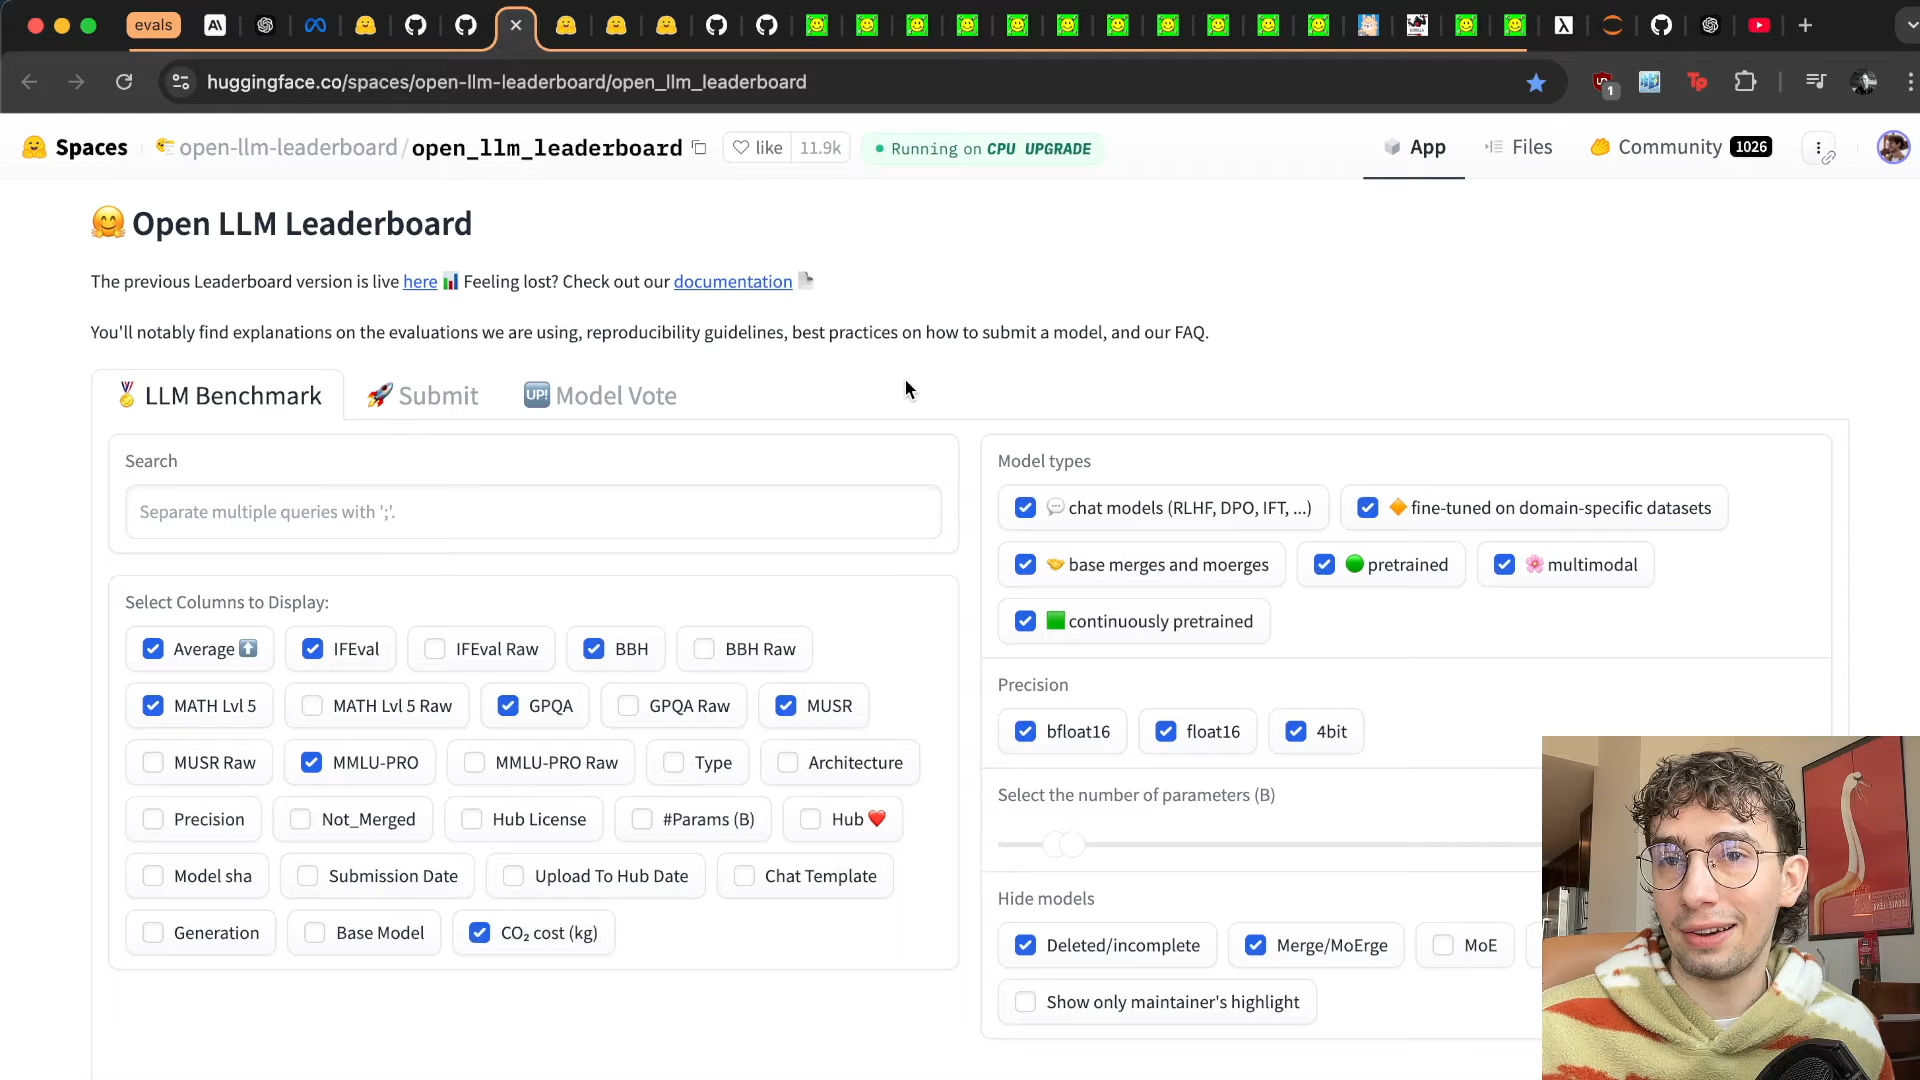 evals
huggingface.co/spaces/open-llm-leaderboard/open_llm_leaderboard
1
Spaces
open-llm-leaderboard/open_llm_leaderboard
like
11.9k
Running on CPU UPGRADE
App
Files
Community
1026
Open LLM Leaderboard
The previous Leaderboard version is live here Feeling lost? Check out our documentation
You'll notably find explanations on the evaluations we are using, reproducibility guidelines, best practices on how to submit a model, and our FAQ.
LLM Benchmark
Submit
UP!
Model Vote
Search
Separate multiple queries with ';'.
Select Columns to Display:
Average
IFEval
IFEval Raw
BBH
BBH Raw
MATH Lvl 5
MATH Lvl 5 Raw
GPQA
GPQA Raw
MUSR
MUSR Raw
MMLU-PRO
MMLU-PRO Raw
Type
Architecture
Precision
Not_Merged
Hub License
#Params (B)
Hub
Model sha
Submission Date
Upload To Hub Date
Chat Template
Generation
Base Model
CO₂ cost (kg)
Model types
chat models (RLHF, DPO, IFT, ...)
fine-tuned on domain-specific datasets
base merges and moerges
pretrained
multimodal
continuously pretrained
Precision
bfloat16
float16
4bit
Select the number of parameters (B)
Hide models
Deleted/incomplete
Merge/MoErge
MoE
Show only maintainer's highlight